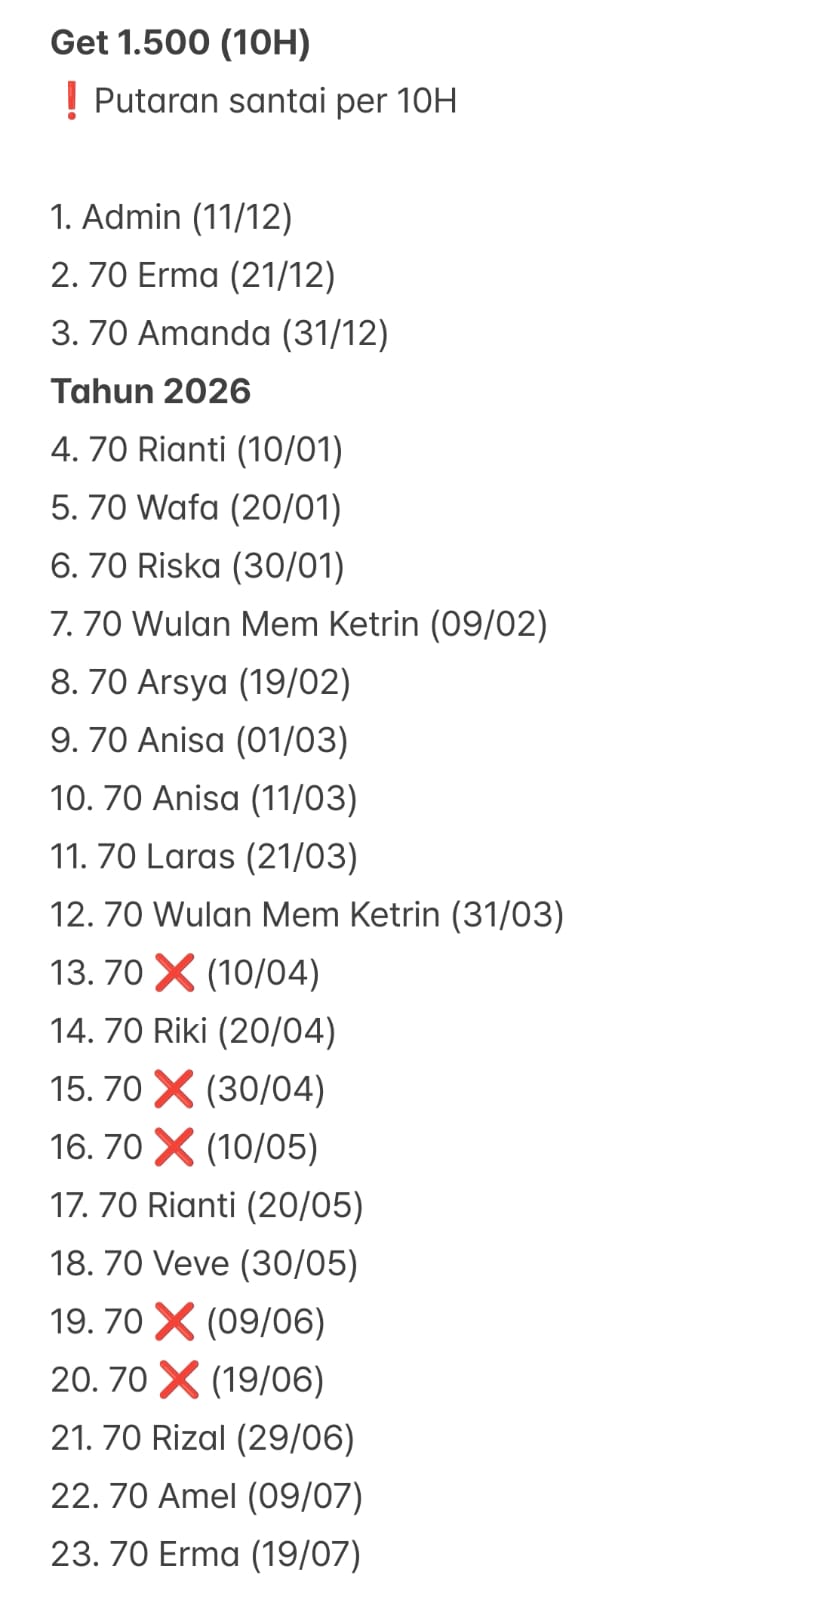 Get 1.500 (10H)
❗Putaran santai per 10H
1. Admin (11/12)
2. 70 Erma (21/12)
3. 70 Amanda (31/12)
Tahun 2026
4. 70 Rianti (10/01)
5. 70 Wafa (20/01)
6. 70 Riska (30/01)
7. 70 Wulan Mem Ketrin (09/02)
8. 70 Arsya (19/02)
9. 70 Anisa (01/03)
10. 70 Anisa (11/03)
11. 70 Laras (21/03)
12. 70 Wulan Mem Ketrin (31/03)
13. 70 ❌ (10/04)
14. 70 Riki (20/04)
15. 70 ❌ (30/04)
16. 70 ❌ (10/05)
17. 70 Rianti (20/05)
18. 70 Veve (30/05)
19. 70 ❌ (09/06)
20. 70 ❌ (19/06)
21. 70 Rizal (29/06)
22. 70 Amel (09/07)
23. 70 Erma (19/07)